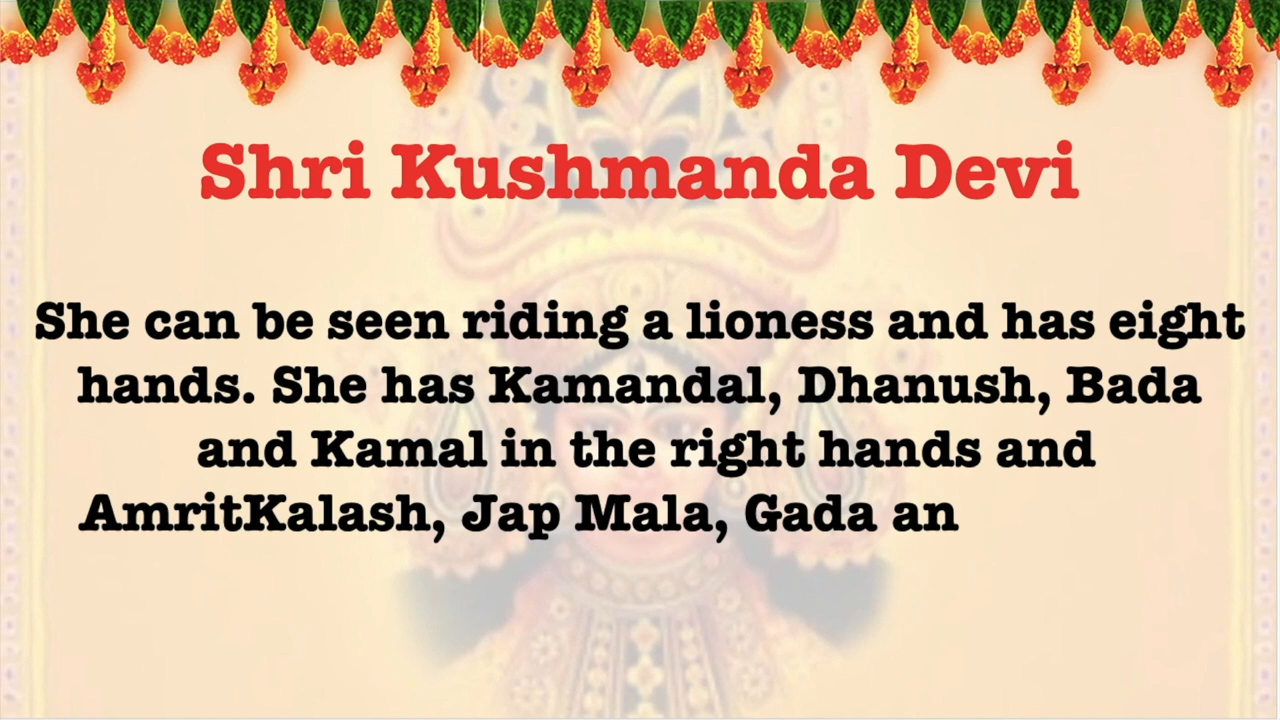 Shri Kushmanda Devi
She can be seen riding a lioness and has eight
hands. She has Kamandal, Dhanush, Bada
and Kamal in the right hands and
AmritKalash, Jap Mala, Gada an